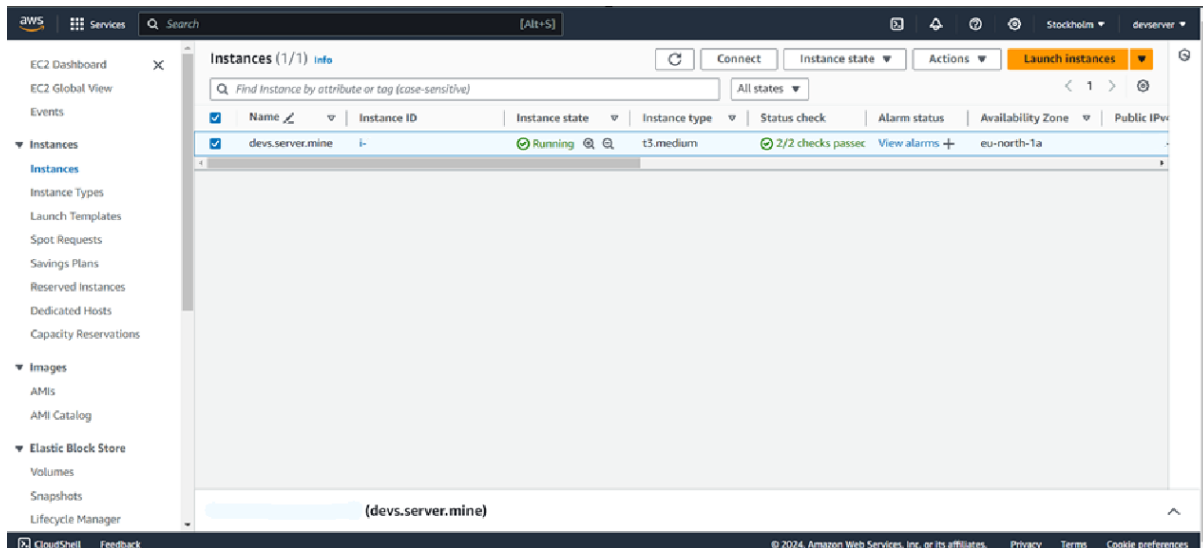 aws Services Search [Alt+S] Stockholm devserver
EC2 Dashboard
EC2 Global View
Events
Instances
Instances
Instance Types
Launch Templates
Spot Requests
Savings Plans
Reserved Instances
Dedicated Hosts
Capacity Reservations
Images
AMIs
AMI Catalog
Elastic Block Store
Volumes
Snapshots
Lifecycle Manager
Instances (1/1) Info Connect Instance state Actions Launch instances
Find Instance by attribute or tag (case-sensitive) All states 1
Name Instance ID Instance state Instance type Status check Alarm status Availability Zone Public IPv
devs.server.mine i- Running t3.medium 2/2 checks passec View alarms + eu-north-1a -
(devs.server.mine)
CloudShell Feedback © 2024, Amazon Web Services, Inc. or its affiliates. Privacy Terms Cookie preferences